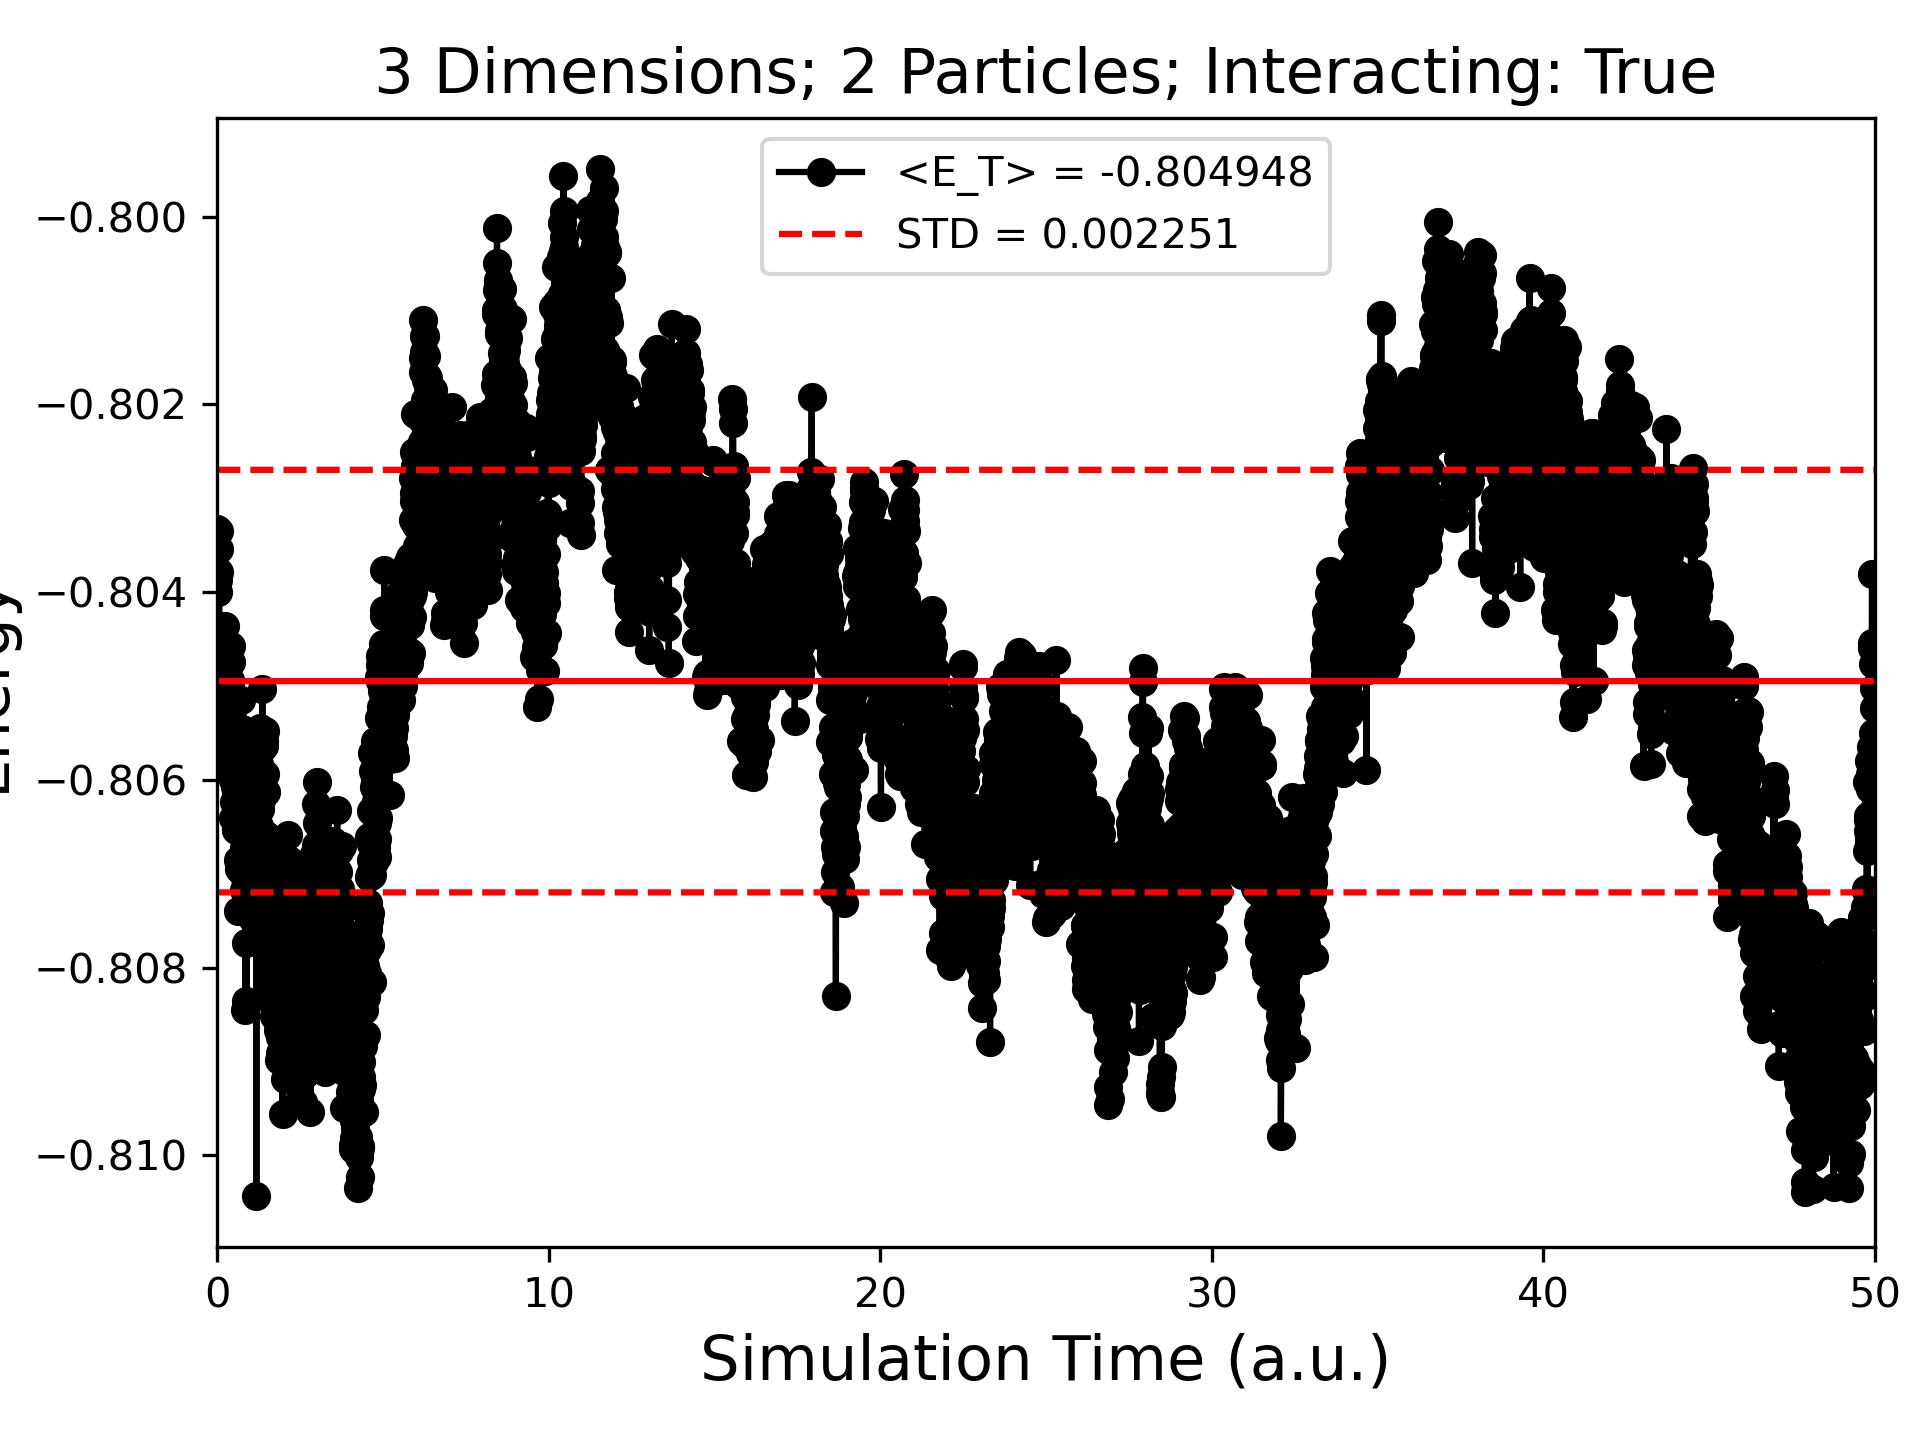 3 Dimensions; 2 Particles; Interacting: True
<E_T> = -0.804948
STD = 0.002251
−0.800
−0.802
−0.804
−0.806
−0.808
−0.810
Energy
0 10 20 30 40 50
Simulation Time (a.u.)